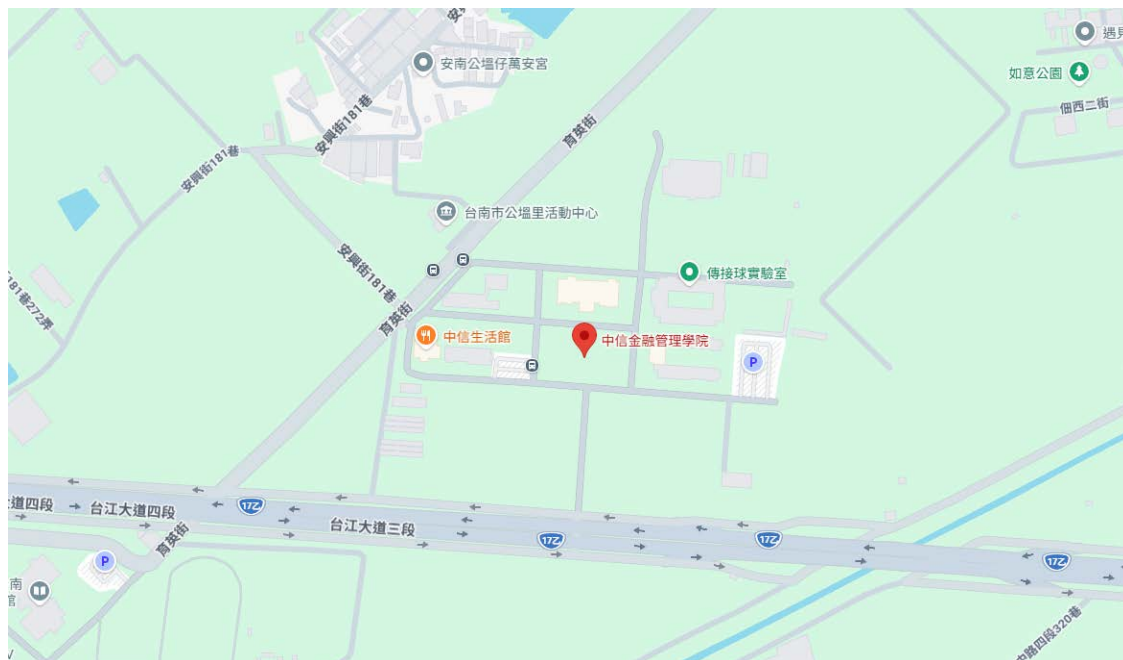 安南公塭仔萬安宮
遇見
如意公園
佃西二街
安興街181巷
安興街181巷
育英街
台南市公塭里活動中心
安興街181巷
傳接球實驗室
181巷272弄
育英街
中信生活館
中信金融管理學院
P
大道四段
台江大道四段
17乙
台江大道三段
17乙
17乙
17乙
育英街
P
南
館
中路四段320巷